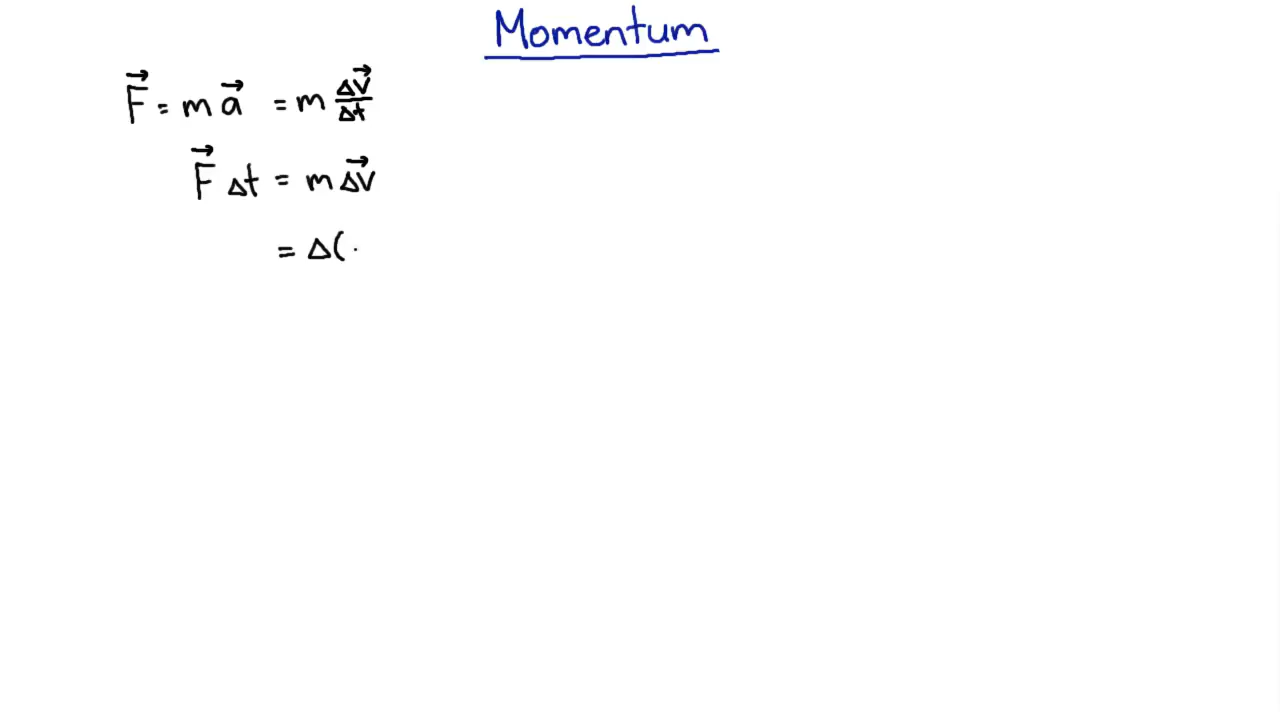 Momentum
F⃗ = m a⃗ = m Δv⃗/Δt
F⃗ Δt = m Δv⃗
= Δ(